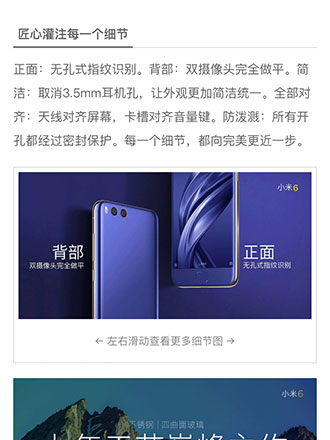 匠心灌注每一个细节
正面：无孔式指纹识别。背部：双摄像头完全做平。简
洁：取消3.5mm耳机孔，让外观更加简洁统一。全部对
齐：天线对齐屏幕，卡槽对齐音量键。防泼溅：所有开
孔都经过密封保护。每一个细节，都向完美更近一步。
小米6
背部
双摄像头完全做平
正面
无孔式指纹识别
← 左右滑动查看更多细节图 →
小米6
不锈钢 | 四曲面玻璃